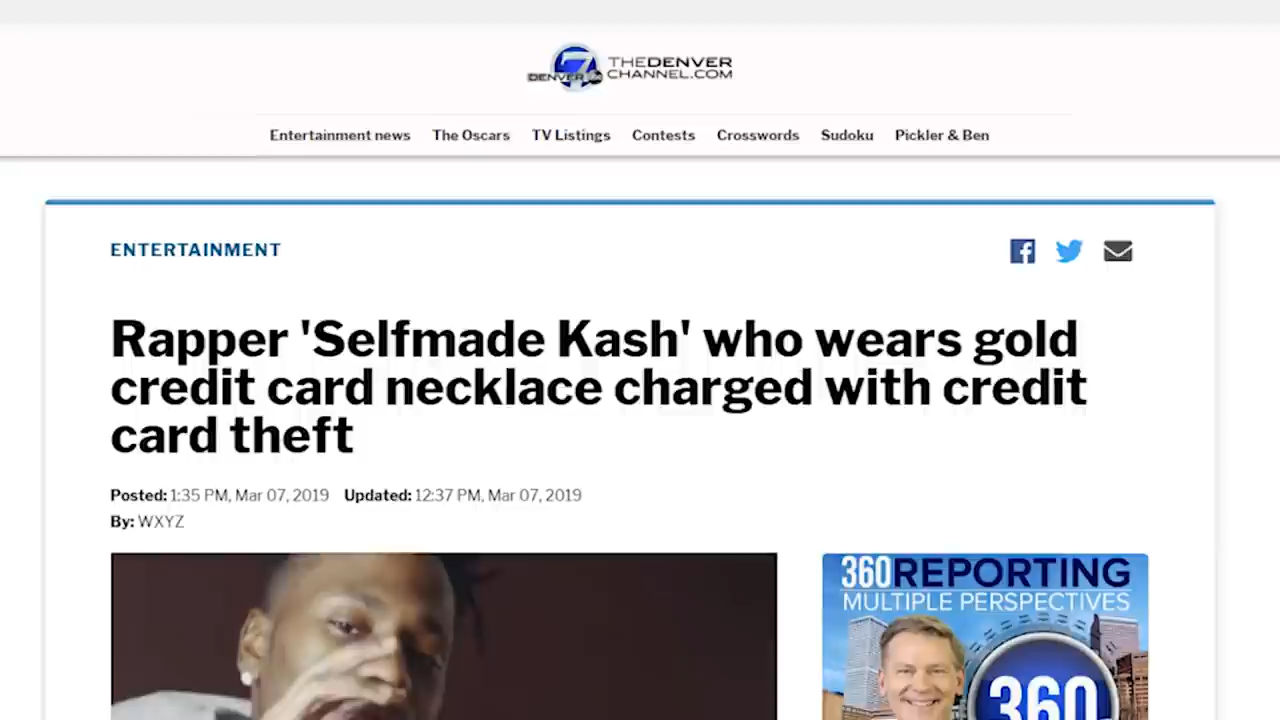 7
DENVER
THEDENVER
CHANNEL.COM
Entertainment news The Oscars TV Listings Contests Crosswords Sudoku Pickler & Ben
ENTERTAINMENT
Rapper 'Selfmade Kash' who wears gold
credit card necklace charged with credit
card theft
Posted: 1:35 PM, Mar 07, 2019 Updated: 12:37 PM, Mar 07, 2019
By: WXYZ
360REPORTING
MULTIPLE PERSPECTIVES
360